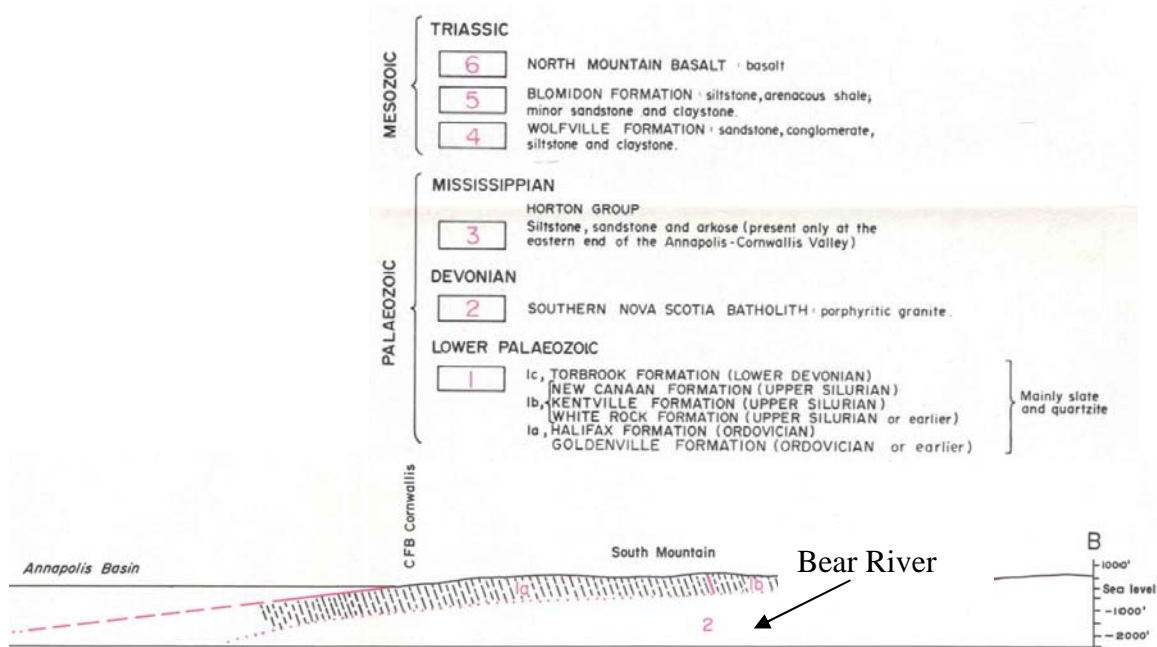 MESOZOIC
TRIASSIC
6 NORTH MOUNTAIN BASALT : basalt
5 BLOMIDON FORMATION : siltstone, arenacous shale,
minor sandstone and claystone.
4 WOLFVILLE FORMATION : sandstone, conglomerate,
siltstone and claystone.
PALAEOZOIC
MISSISSIPPIAN
HORTON GROUP
3 Siltstone, sandstone and arkose (present only at the
eastern end of the Annapolis-Cornwallis Valley)
DEVONIAN
2 SOUTHERN NOVA SCOTIA BATHOLITH : porphyritic granite.
LOWER PALAEOZOIC
1
1c, TORBROOK FORMATION (LOWER DEVONIAN)
NEW CANAAN FORMATION (UPPER SILURIAN)
1b, KENTVILLE FORMATION (UPPER SILURIAN)
WHITE ROCK FORMATION (UPPER SILURIAN or earlier)
1a, HALIFAX FORMATION (ORDOVICIAN)
GOLDENVILLE FORMATION (ORDOVICIAN or earlier)
Mainly slate
and quartzite
CFB Cornwallis
Annapolis Basin
South Mountain
Bear River
B
1000'
Sea level
-1000'
-2000'
1a
1b
2